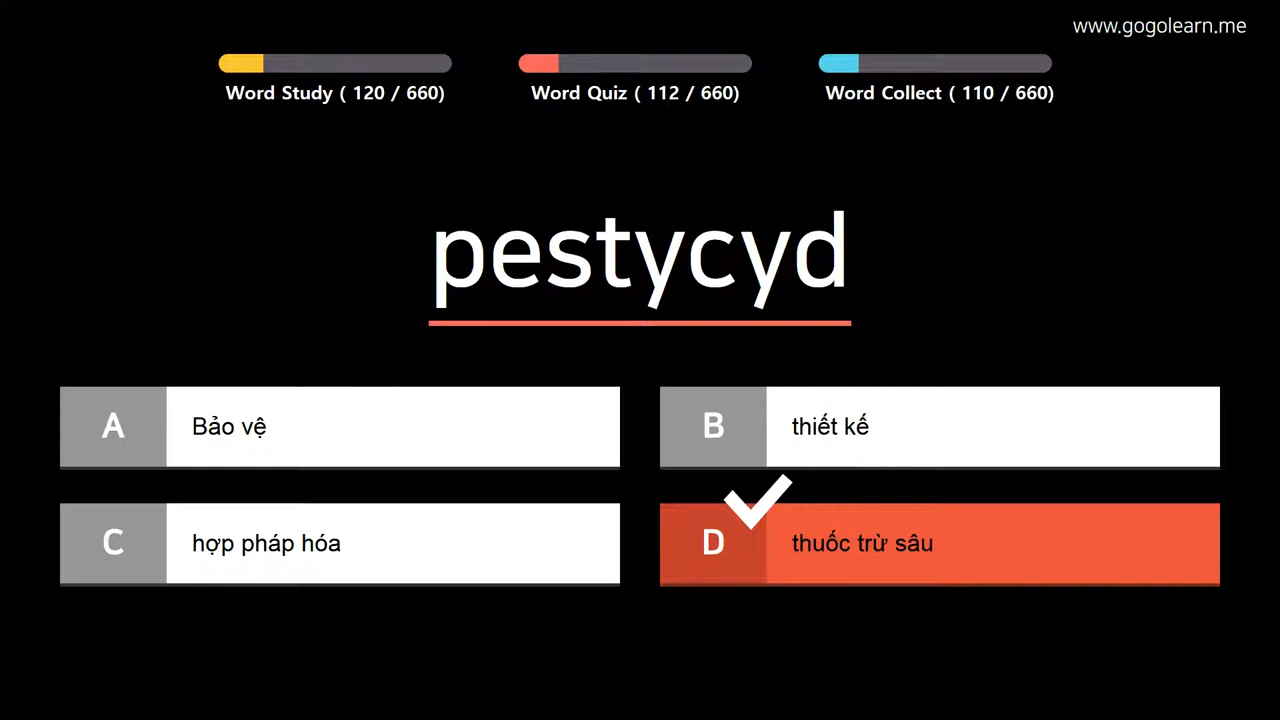 www.gogolearn.me
Word Study ( 120 / 660)
Word Quiz ( 112 / 660)
Word Collect ( 110 / 660)
pestycyd
A
Bảo vệ
B
thiết kế
C
hợp pháp hóa
D
thuốc trừ sâu